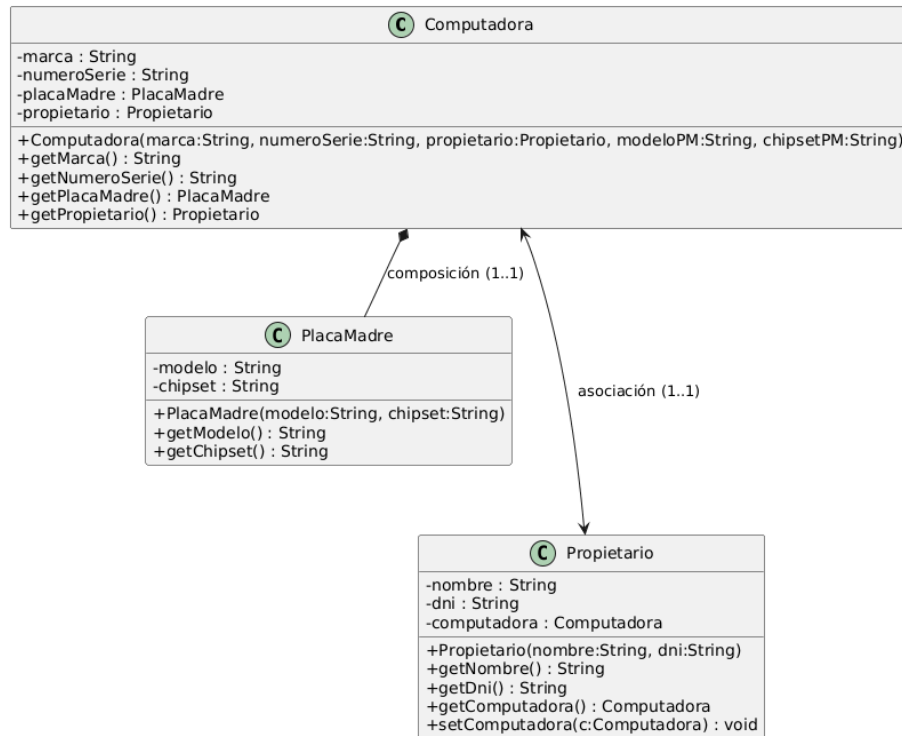 C Computadora
-marca : String
-numeroSerie : String
-placaMadre : PlacaMadre
-propietario : Propietario
+Computadora(marca:String, numeroSerie:String, propietario:Propietario, modeloPM:String, chipsetPM:String)
+getMarca() : String
+getNumeroSerie() : String
+getPlacaMadre() : PlacaMadre
+getPropietario() : Propietario
composición (1..1)
C PlacaMadre
-modelo : String
-chipset : String
+PlacaMadre(modelo:String, chipset:String)
+getModelo() : String
+getChipset() : String
asociación (1..1)
C Propietario
-nombre : String
-dni : String
-computadora : Computadora
+Propietario(nombre:String, dni:String)
+getNombre() : String
+getDni() : String
+getComputadora() : Computadora
+setComputadora(c:Computadora) : void